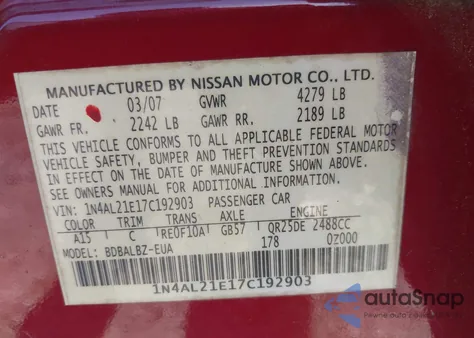 MANUFACTURED BY NISSAN MOTOR CO., LTD.
DATE 03/07 GVWR 4279 LB
GAWR FR. 2242 LB GAWR RR. 2189 LB
THIS VEHICLE CONFORMS TO ALL APPLICABLE FEDERAL MOTOR
VEHICLE SAFETY, BUMPER AND THEFT PREVENTION STANDARDS
IN EFFECT ON THE DATE OF MANUFACTURE SHOWN ABOVE.
SEE OWNERS MANUAL FOR ADDITIONAL INFORMATION
VIN: 1N4AL21E17C192903 PASSENGER CAR
COLOR TRIM TRANS AXLE ENGINE
A15 C RE0F10A GB57 QR25DE 2488CC
MODEL: BDBALBZ-EUA 178 0Z000
1N4AL21E17C192903
autoSnap